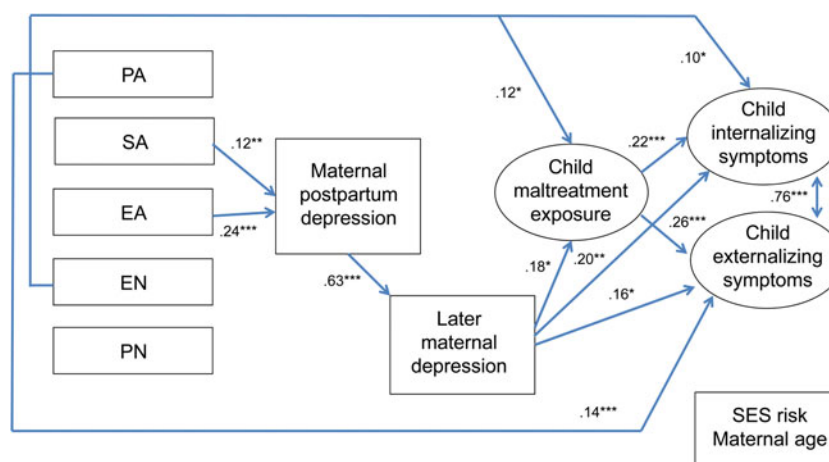 PA
SA
EA
EN
PN
.12**
.24***
Maternal
postpartum
depression
.63***
Later
maternal
depression
.12*
.10*
Child
maltreatment
exposure
.22***
.26***
.18*
.20**
.16*
.14***
Child
internalizing
symptoms
.76***
Child
externalizing
symptoms
SES risk
Maternal age